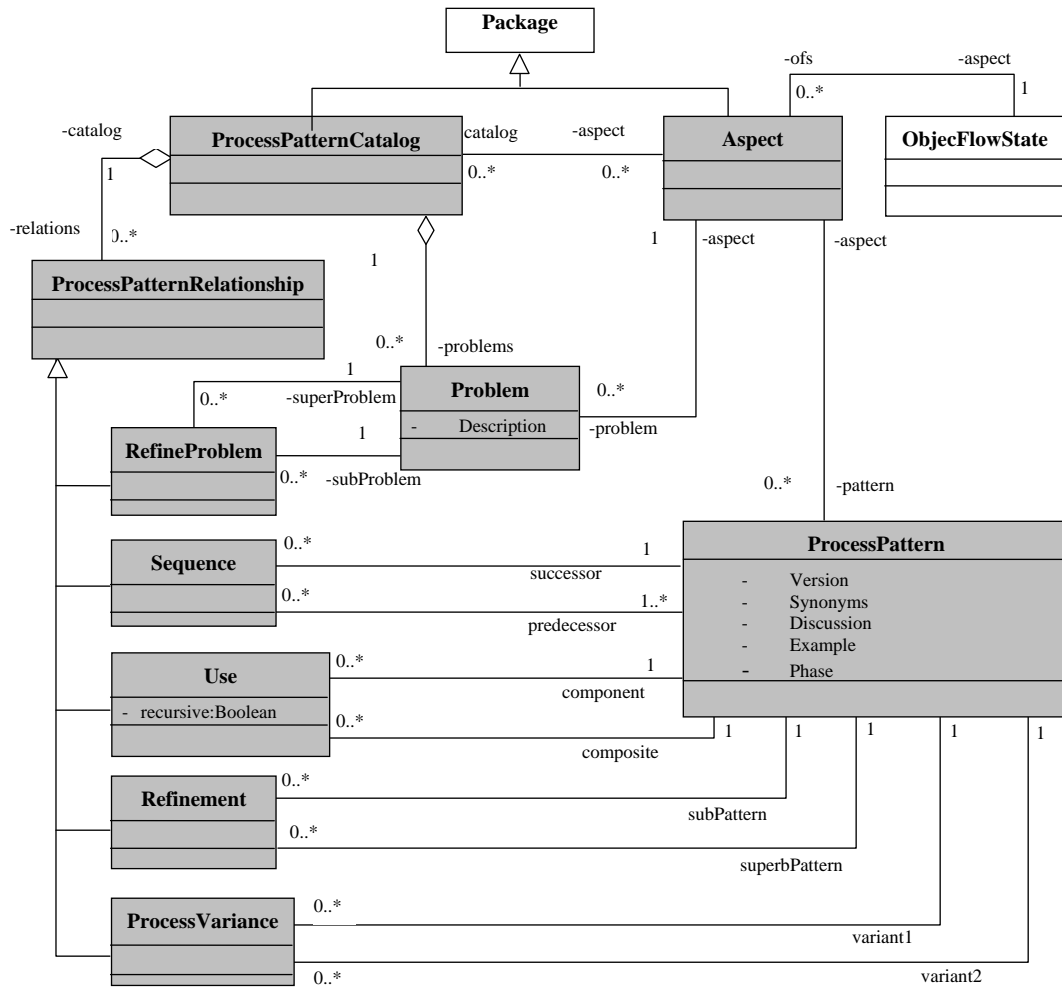 Package
-ofs
-aspect
0..*
1
-catalog
ProcessPatternCatalog
catalog
-aspect
Aspect
ObjecFlowState
1
0..*
0..*
-relations
0..*
1
1
-aspect
-aspect
ProcessPatternRelationship
0..*
-problems
1
0..*
-superProblem
Problem
0..*
- Description
-problem
RefineProblem
1
0..*
-subProblem
0..*
-pattern
ProcessPattern
0..*
1
Sequence
successor
- Version
0..*
1..*
- Synonyms
predecessor
- Discussion
- Example
- Phase
0..*
1
Use
component
- recursive:Boolean
0..*
composite
1
1
1
1
1
0..*
Refinement
subPattern
0..*
superbPattern
ProcessVariance
0..*
variant1
0..*
variant2